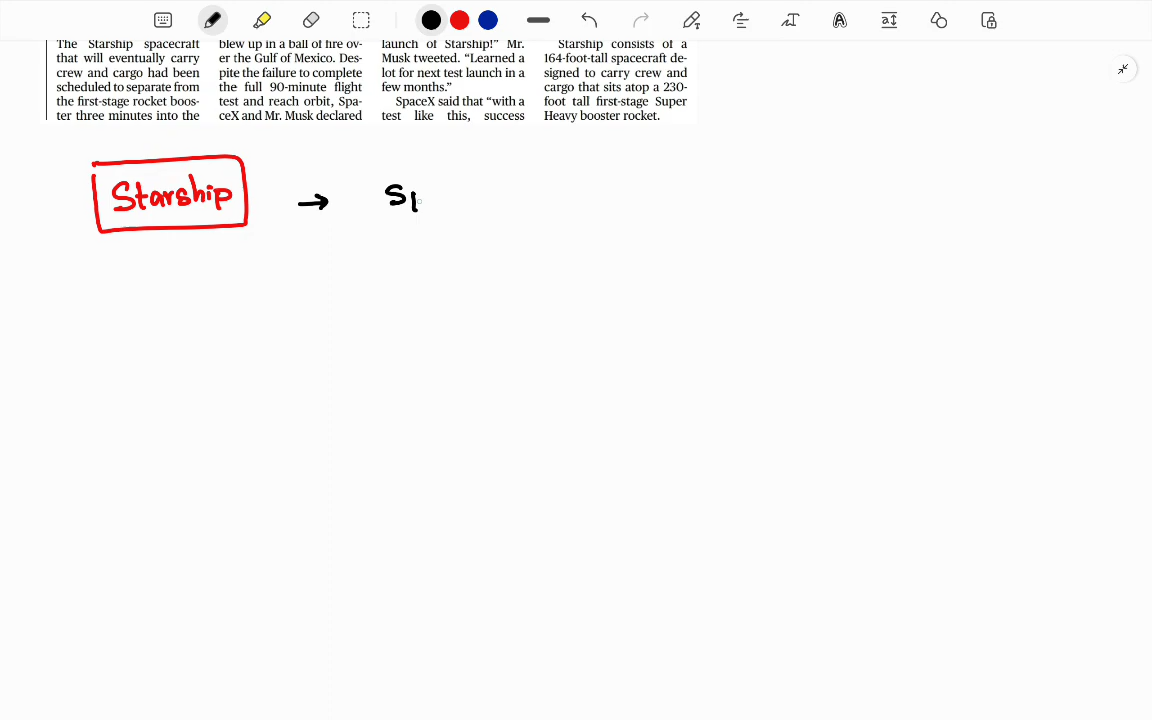 The Starship spacecraft
that will eventually carry
crew and cargo had been
scheduled to separate from
the first-stage rocket boos-
ter three minutes into the
blew up in a ball of fire ov-
er the Gulf of Mexico. Des-
pite the failure to complete
the full 90-minute flight
test and reach orbit, Spa-
ceX and Mr. Musk declared
launch of Starship!” Mr.
Musk tweeted. “Learned a
lot for next test launch in a
few months.”
SpaceX said that “with a
test like this, success
Starship consists of a
164-foot-tall spacecraft de-
signed to carry crew and
cargo that sits atop a 230-
foot tall first-stage Super
Heavy booster rocket.
Starship →